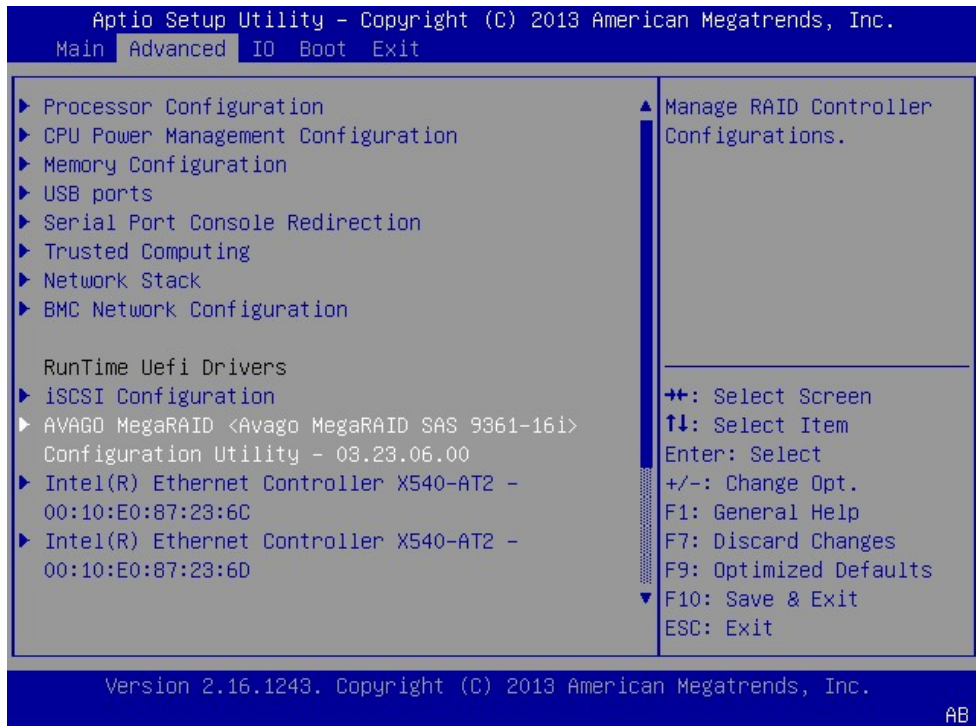 Aptio Setup Utility – Copyright (C) 2013 American Megatrends, Inc.
Main Advanced IO Boot Exit
Processor Configuration
CPU Power Management Configuration
Memory Configuration
USB ports
Serial Port Console Redirection
Trusted Computing
Network Stack
BMC Network Configuration
RunTime Uefi Drivers
iSCSI Configuration
AVAGO MegaRAID <Avago MegaRAID SAS 9361-16i>
Configuration Utility – 03.23.06.00
Intel(R) Ethernet Controller X540-AT2 –
00:10:E0:87:23:6C
Intel(R) Ethernet Controller X540-AT2 –
00:10:E0:87:23:6D
Manage RAID Controller
Configurations.
→←: Select Screen
↑↓: Select Item
Enter: Select
+/-: Change Opt.
F1: General Help
F7: Discard Changes
F9: Optimized Defaults
F10: Save & Exit
ESC: Exit
Version 2.16.1243. Copyright (C) 2013 American Megatrends, Inc.
AB